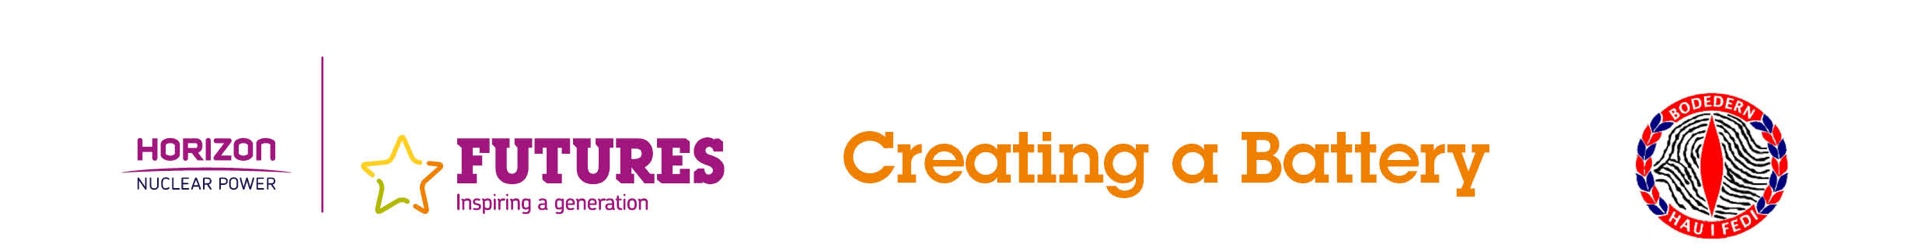 HORIZON
NUCLEAR POWER
FUTURES
Inspiring a generation
Creating a Battery
BODEDERN
HAU I FEDI